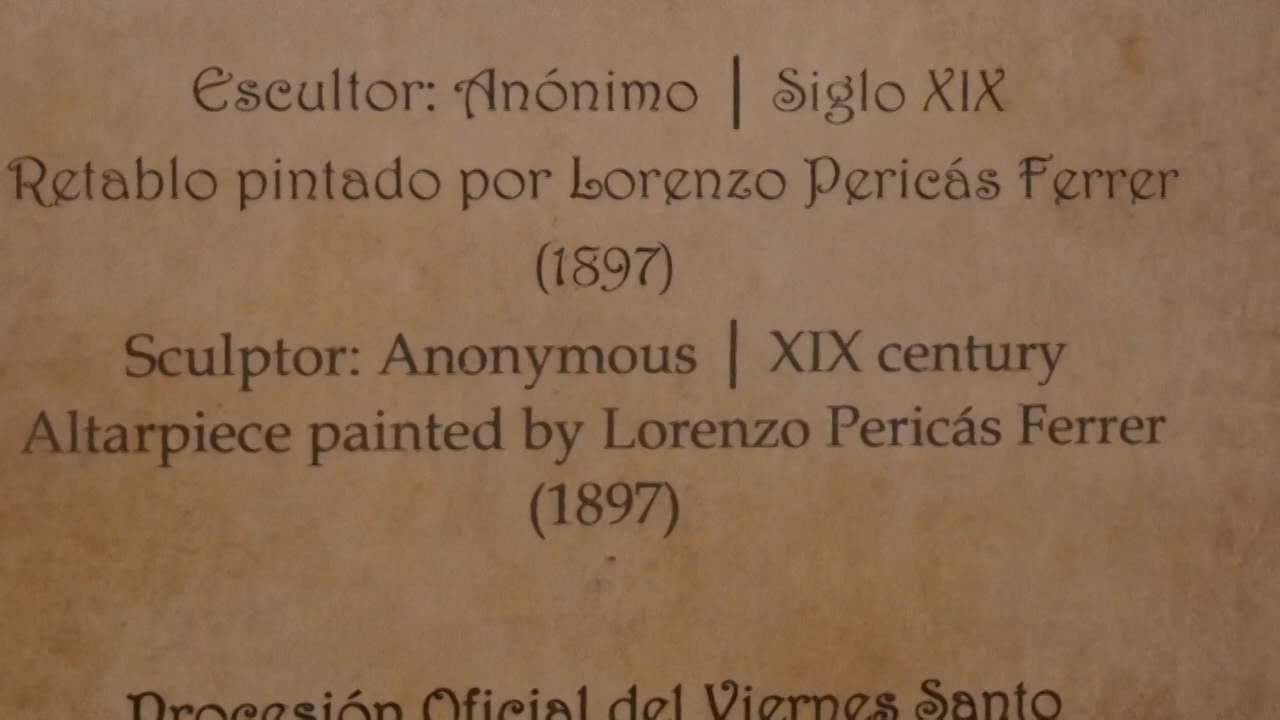 Escultor: Anónimo | Siglo XIX
Retablo pintado por Lorenzo Pericás Ferrer
(1897)
Sculptor: Anonymous | XIX century
Altarpiece painted by Lorenzo Pericás Ferrer
(1897)
Procesión Oficial del Viernes Santo